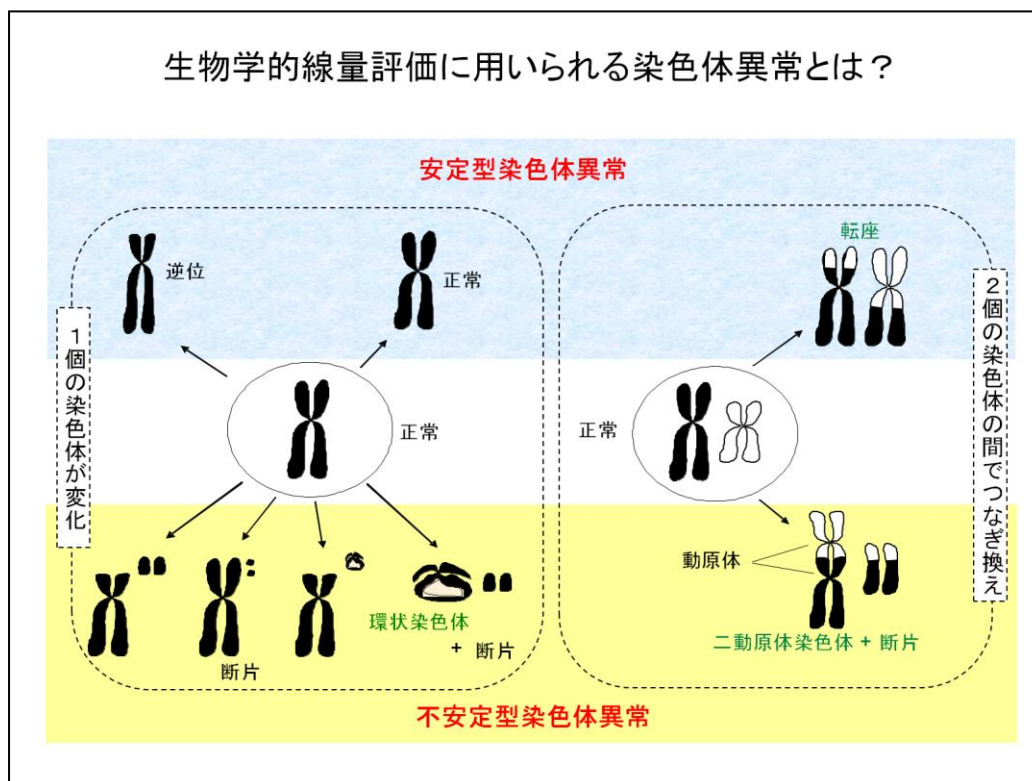 生物学的線量評価に用いられる染色体異常とは？
安定型染色体異常
逆位
正常
転座
1個の染色体が変化
正常
正常
2個の染色体の間でつなぎ換え
動原体
環状染色体
+ 断片
断片
二動原体染色体 + 断片
不安定型染色体異常